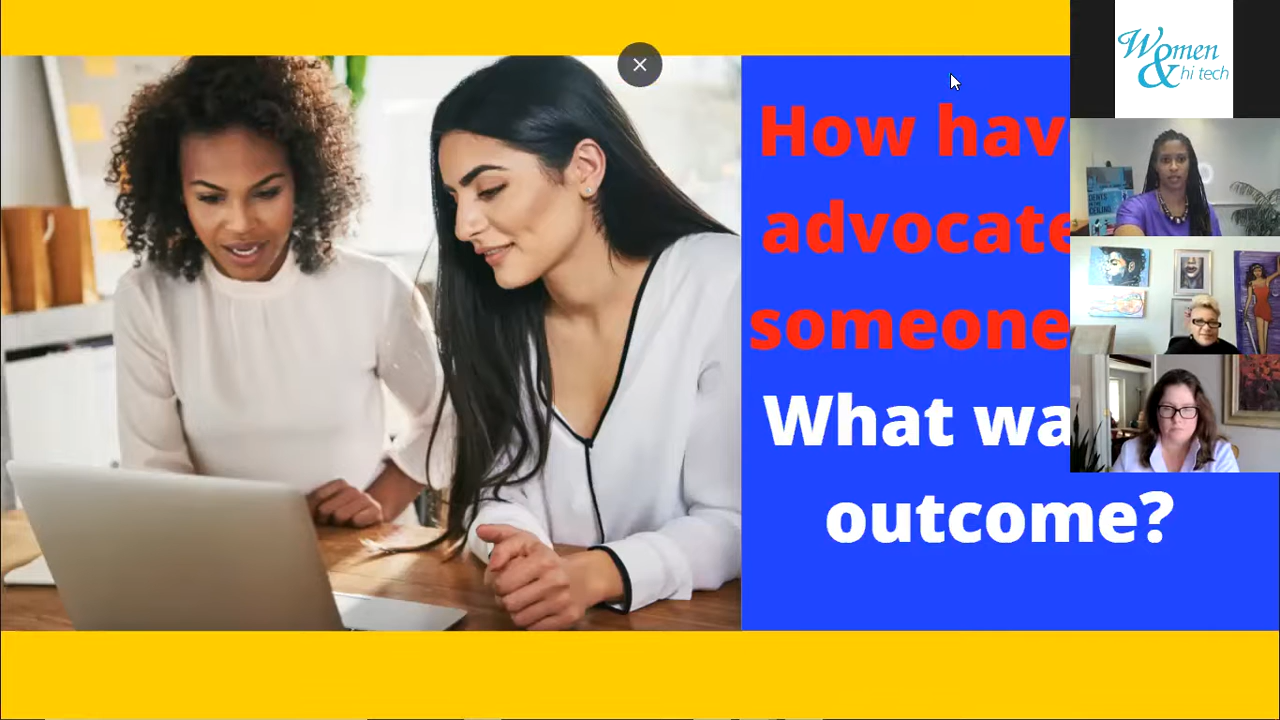 How hav
advocate
someone
What wa
outcome?
Women
& hi tech